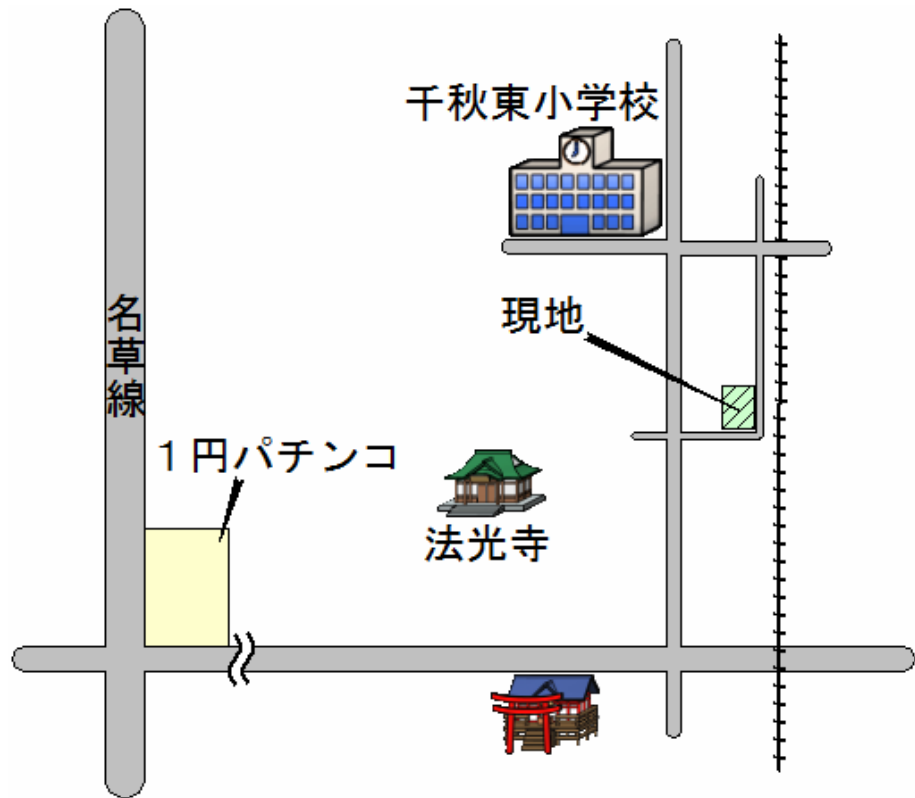 千秋東小学校
現地
名草線
１円パチンコ
法光寺